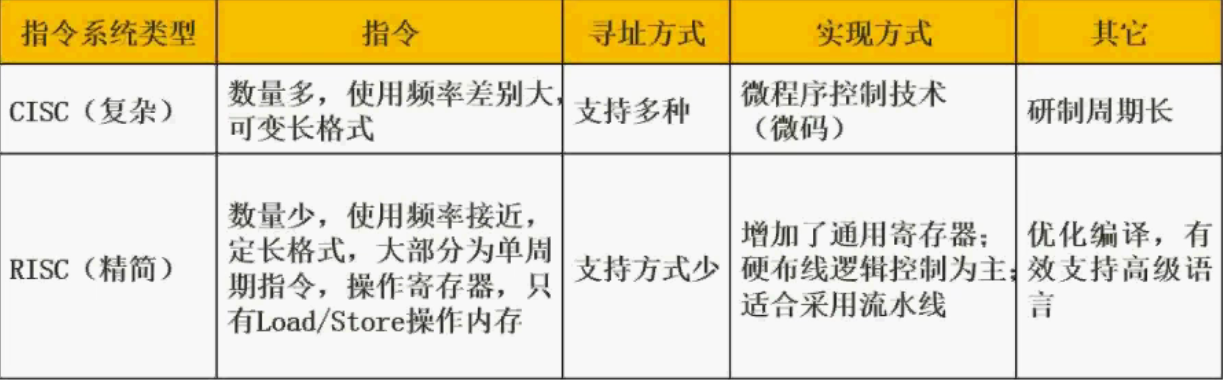 指令系统类型
指令
寻址方式
实现方式
其它
CISC（复杂）
数量多，使用频率差别大，
可变长格式
支持多种
微程序控制技术
（微码）
研制周期长
RISC（精简）
数量少，使用频率接近，
定长格式，大部分为单周
期指令，操作寄存器，只
有Load/Store操作内存
支持方式少
增加了通用寄存器；
硬布线逻辑控制为主；
适合采用流水线
优化编译，有
效支持高级语
言